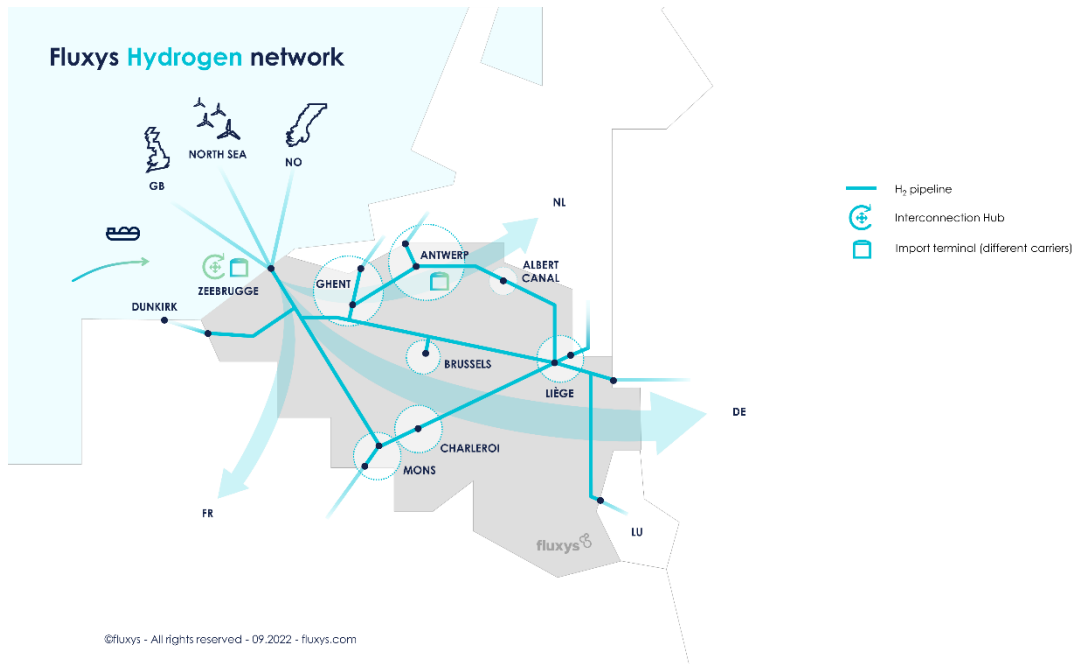 Fluxys Hydrogen network
NORTH SEA
NO
GB
NL
H₂ pipeline
Interconnection Hub
Import terminal (different carriers)
ANTWERP
ALBERT
CANAL
GHENT
ZEEBRUGGE
DUNKIRK
BRUSSELS
LIÈGE
DE
CHARLEROI
MONS
FR
LU
fluxys
©fluxys - All rights reserved - 09.2022 - fluxys.com